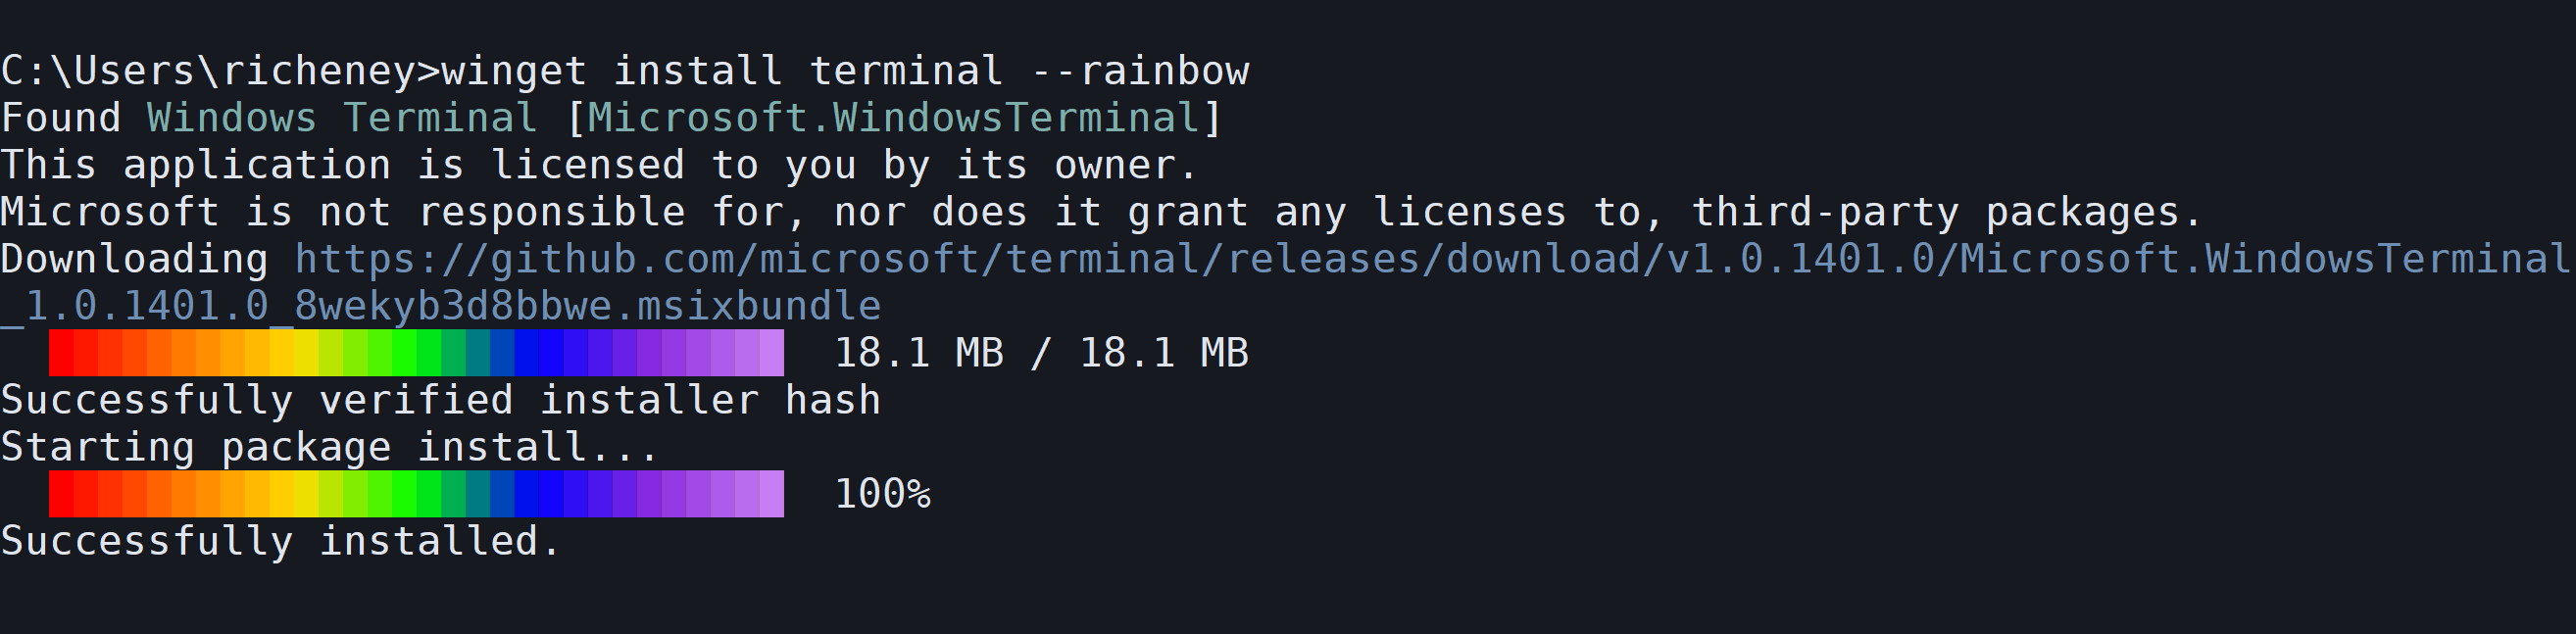 C:\Users\richeney>winget install terminal --rainbow
Found Windows Terminal [Microsoft.WindowsTerminal]
This application is licensed to you by its owner.
Microsoft is not responsible for, nor does it grant any licenses to, third-party packages.
Downloading https://github.com/microsoft/terminal/releases/download/v1.0.1401.0/Microsoft.WindowsTerminal
_1.0.1401.0_8wekyb3d8bbwe.msixbundle
18.1 MB / 18.1 MB
Successfully verified installer hash
Starting package install...
100%
Successfully installed.